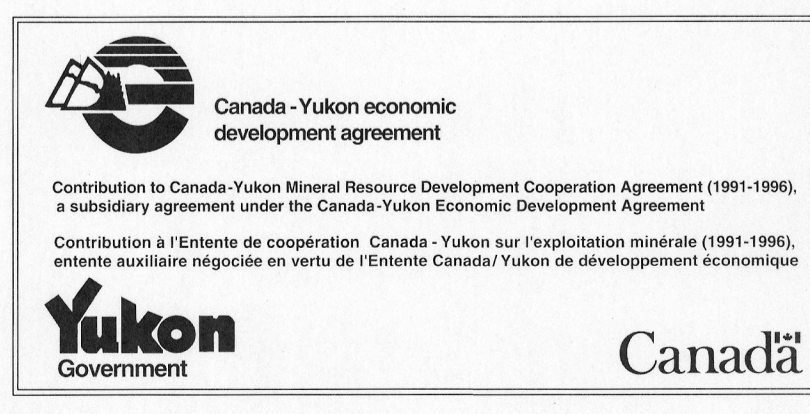 Canada - Yukon economic
development agreement
Contribution to Canada-Yukon Mineral Resource Development Cooperation Agreement (1991-1996),
a subsidiary agreement under the Canada-Yukon Economic Development Agreement
Contribution à l'Entente de coopération Canada - Yukon sur l'exploitation minérale (1991-1996),
entente auxiliaire négociée en vertu de l'Entente Canada/Yukon de développement économique
Yukon
Government
Canada